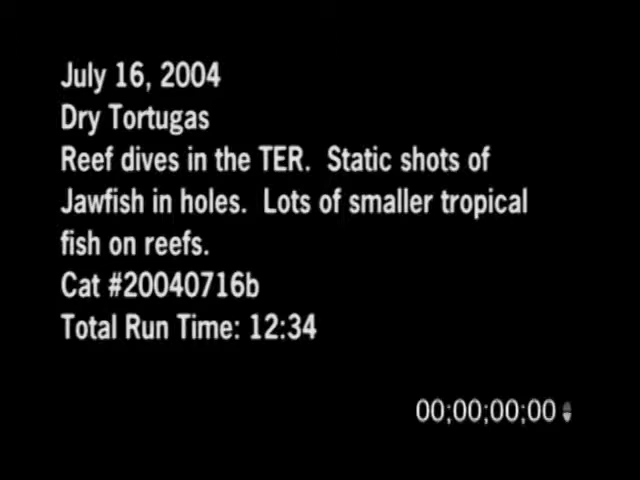 July 16, 2004
Dry Tortugas
Reef dives in the TER.  Static shots of
Jawfish in holes.  Lots of smaller tropical
fish on reefs.
Cat #20040716b
Total Run Time: 12:34
00;00;00;00